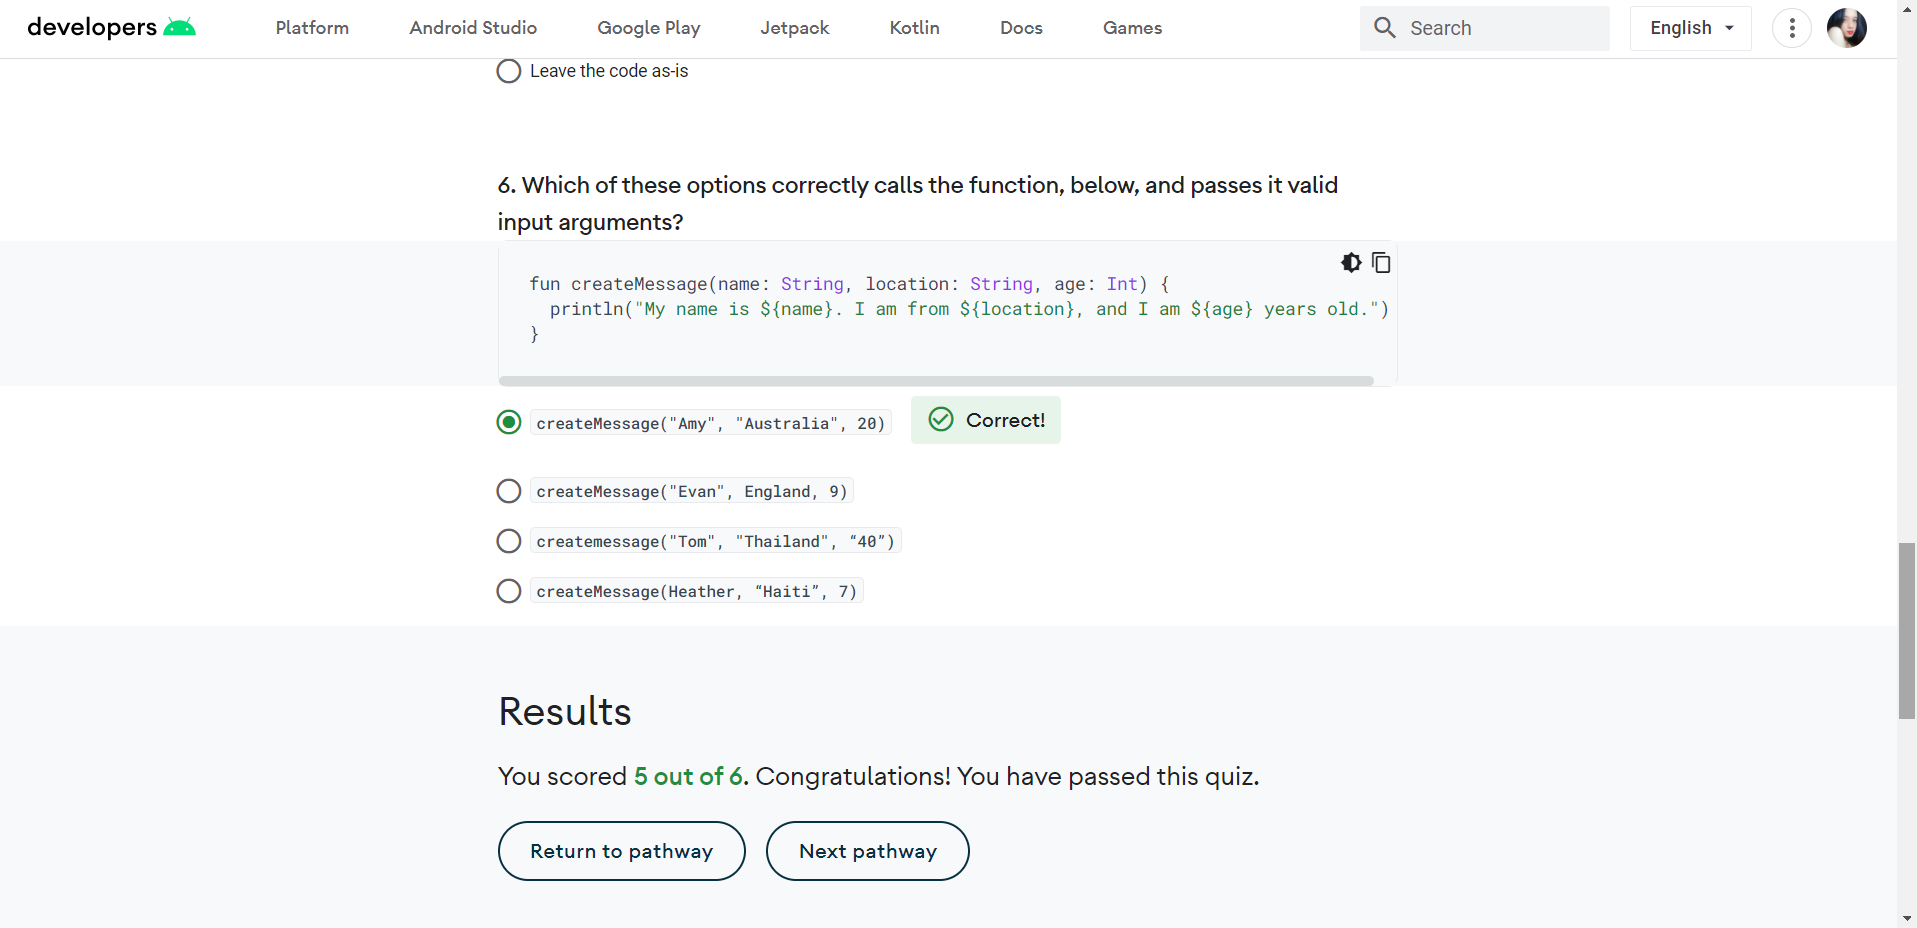 developers Platform Android Studio Google Play Jetpack Kotlin Docs Games Search English
Leave the code as-is
6. Which of these options correctly calls the function, below, and passes it valid
input arguments?
fun createMessage(name: String, location: String, age: Int) {
  println("My name is ${name}. I am from ${location}, and I am ${age} years old.")
}
createMessage("Amy", "Australia", 20) Correct!
createMessage("Evan", England, 9)
createmessage("Tom", "Thailand", “40”)
createMessage(Heather, “Haiti”, 7)
Results
You scored 5 out of 6. Congratulations! You have passed this quiz.
Return to pathway Next pathway